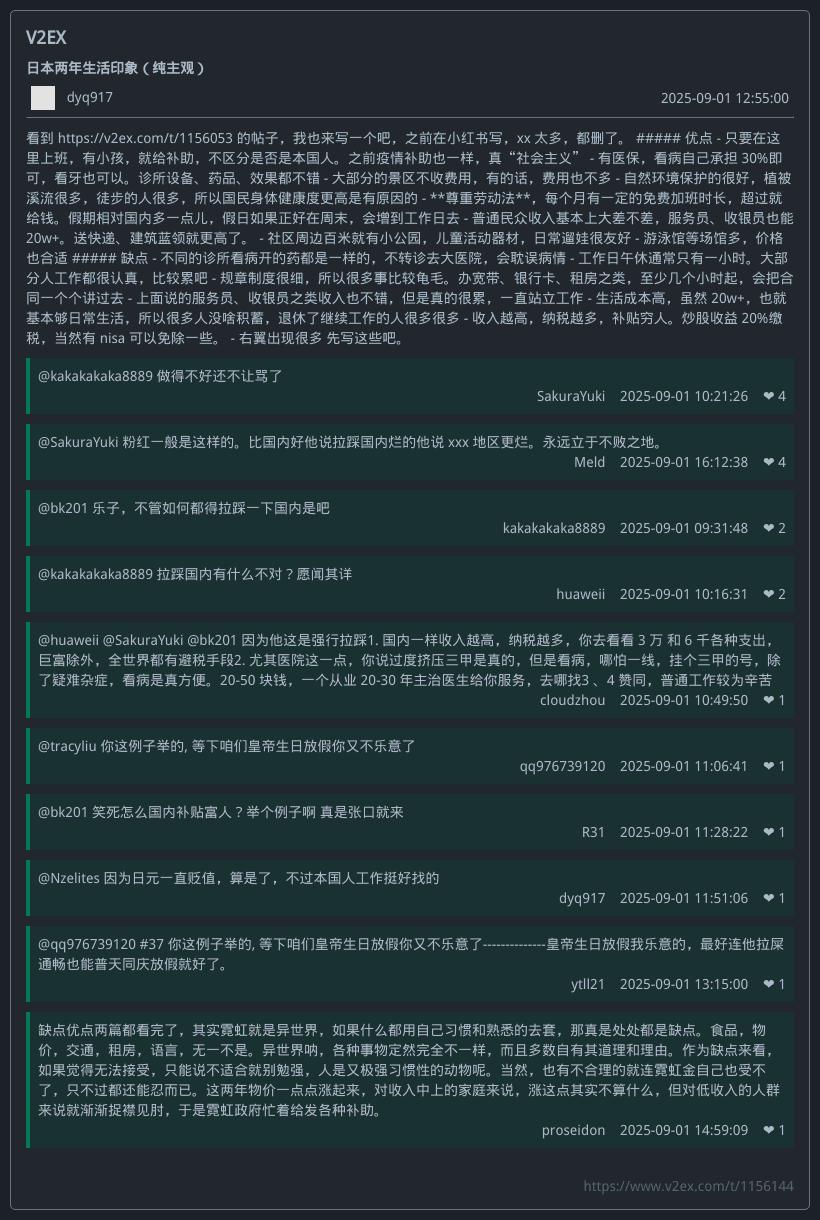 V2EX
日本两年生活印象（纯主观）
dyq917 2025-09-01 12:55:00
看到 https://v2ex.com/t/1156053 的帖子，我也来写一个吧，之前在小红书写，xx 太多，都删了。 ##### 优点 - 只要在这
里上班，有小孩，就给补助，不区分是否是本国人。之前疫情补助也一样，真“社会主义” - 有医保，看病自己承担 30%即
可，看牙也可以。诊所设备、药品、效果都不错 - 大部分的景区不收费用，有的话，费用也不多 - 自然环境保护的很好，植被
溪流很多，徒步的人很多，所以国民身体健康度更高是有原因的 - **尊重劳动法**，每个月有一定的免费加班时长，超过就
给钱。假期相对国内多一点儿，假日如果正好在周末，会增到工作日去 - 普通民众收入基本上大差不差，服务员、收银员也能
20w+。送快递、建筑蓝领就更高了。 - 社区周边百米就有小公园，儿童活动器材，日常遛娃很友好 - 游泳馆等场馆多，价格
也合适 ##### 缺点 - 不同的诊所看病开的药都是一样的，不转诊去大医院，会耽误病情 - 工作日午休通常只有一小时。大部
分人工作都很认真，比较累吧 - 规章制度很细，所以很多事比较龟毛。办宽带、银行卡、租房之类，至少几个小时起，会把合
同一个个讲过去 - 上面说的服务员、收银员之类收入也不错，但是真的很累，一直站立工作 - 生活成本高，虽然 20w+，也就
基本够日常生活，所以很多人没啥积蓄，退休了继续工作的人很多很多 - 收入越高，纳税越多，补贴穷人。炒股收益 20%缴
税，当然有 nisa 可以免除一些。 - 右翼出现很多 先写这些吧。
@kakakakaka8889 做得不好还不让骂了
SakuraYuki 2025-09-01 10:21:26 ❤ 4
@SakuraYuki 粉红一般是这样的。比国内好他说拉踩国内烂的他说 xxx 地区更烂。永远立于不败之地。
Meld 2025-09-01 16:12:38 ❤ 4
@bk201 乐子，不管如何都得拉踩一下国内是吧
kakakakaka8889 2025-09-01 09:31:48 ❤ 2
@kakakakaka8889 拉踩国内有什么不对？愿闻其详
huaweii 2025-09-01 10:16:31 ❤ 2
@huaweii @SakuraYuki @bk201 因为他这是强行拉踩1. 国内一样收入越高，纳税越多，你去看看 3 万 和 6 千各种支出，
巨富除外，全世界都有避税手段2. 尤其医院这一点，你说过度挤压三甲是真的，但是看病，哪怕一线，挂个三甲的号，除
了疑难杂症，看病是真方便。20-50 块钱，一个从业 20-30 年主治医生给你服务，去哪找3 、4 赞同，普通工作较为辛苦
cloudzhou 2025-09-01 10:49:50 ❤ 1
@tracyliu 你这例子举的, 等下咱们皇帝生日放假你又不乐意了
qq976739120 2025-09-01 11:06:41 ❤ 1
@bk201 笑死怎么国内补贴富人？举个例子啊 真是张口就来
R31 2025-09-01 11:28:22 ❤ 1
@Nzelites 因为日元一直贬值，算是了，不过本国人工作挺好找的
dyq917 2025-09-01 11:51:06 ❤ 1
@qq976739120 #37 你这例子举的, 等下咱们皇帝生日放假你又不乐意了--------------皇帝生日放假我乐意的，最好连他拉屎
通畅也能普天同庆放假就好了。
ytll21 2025-09-01 13:15:00 ❤ 1
缺点优点两篇都看完了，其实霓虹就是异世界，如果什么都用自己习惯和熟悉的去套，那真是处处都是缺点。食品，物
价，交通，租房，语言，无一不是。异世界呐，各种事物定然完全不一样，而且多数自有其道理和理由。作为缺点来看，
如果觉得无法接受，只能说不适合就别勉强，人是又极强习惯性的动物呢。当然，也有不合理的就连霓虹金自己也受不
了，只不过都还能忍而已。这两年物价一点点涨起来，对收入中上的家庭来说，涨这点其实不算什么，但对低收入的人群
来说就渐渐捉襟见肘，于是霓虹政府忙着给发各种补助。
proseidon 2025-09-01 14:59:09 ❤ 1
https://www.v2ex.com/t/1156144